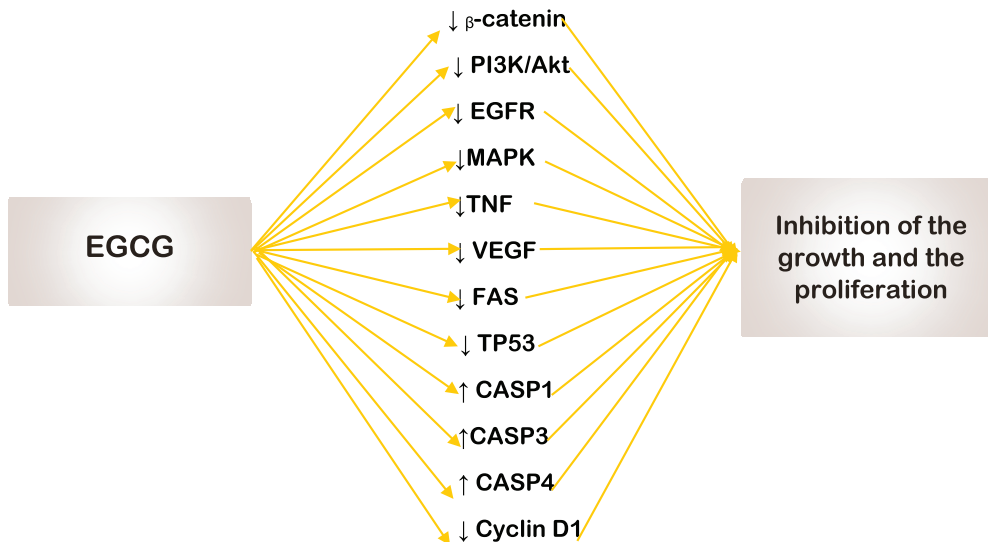 ↓ β-catenin
↓ PI3K/Akt
↓ EGFR
↓MAPK
↓TNF
↓ VEGF
↓ FAS
↓ TP53
↑ CASP1
↑CASP3
↑ CASP4
↓ Cyclin D1
EGCG
Inhibition of the
growth and the
proliferation